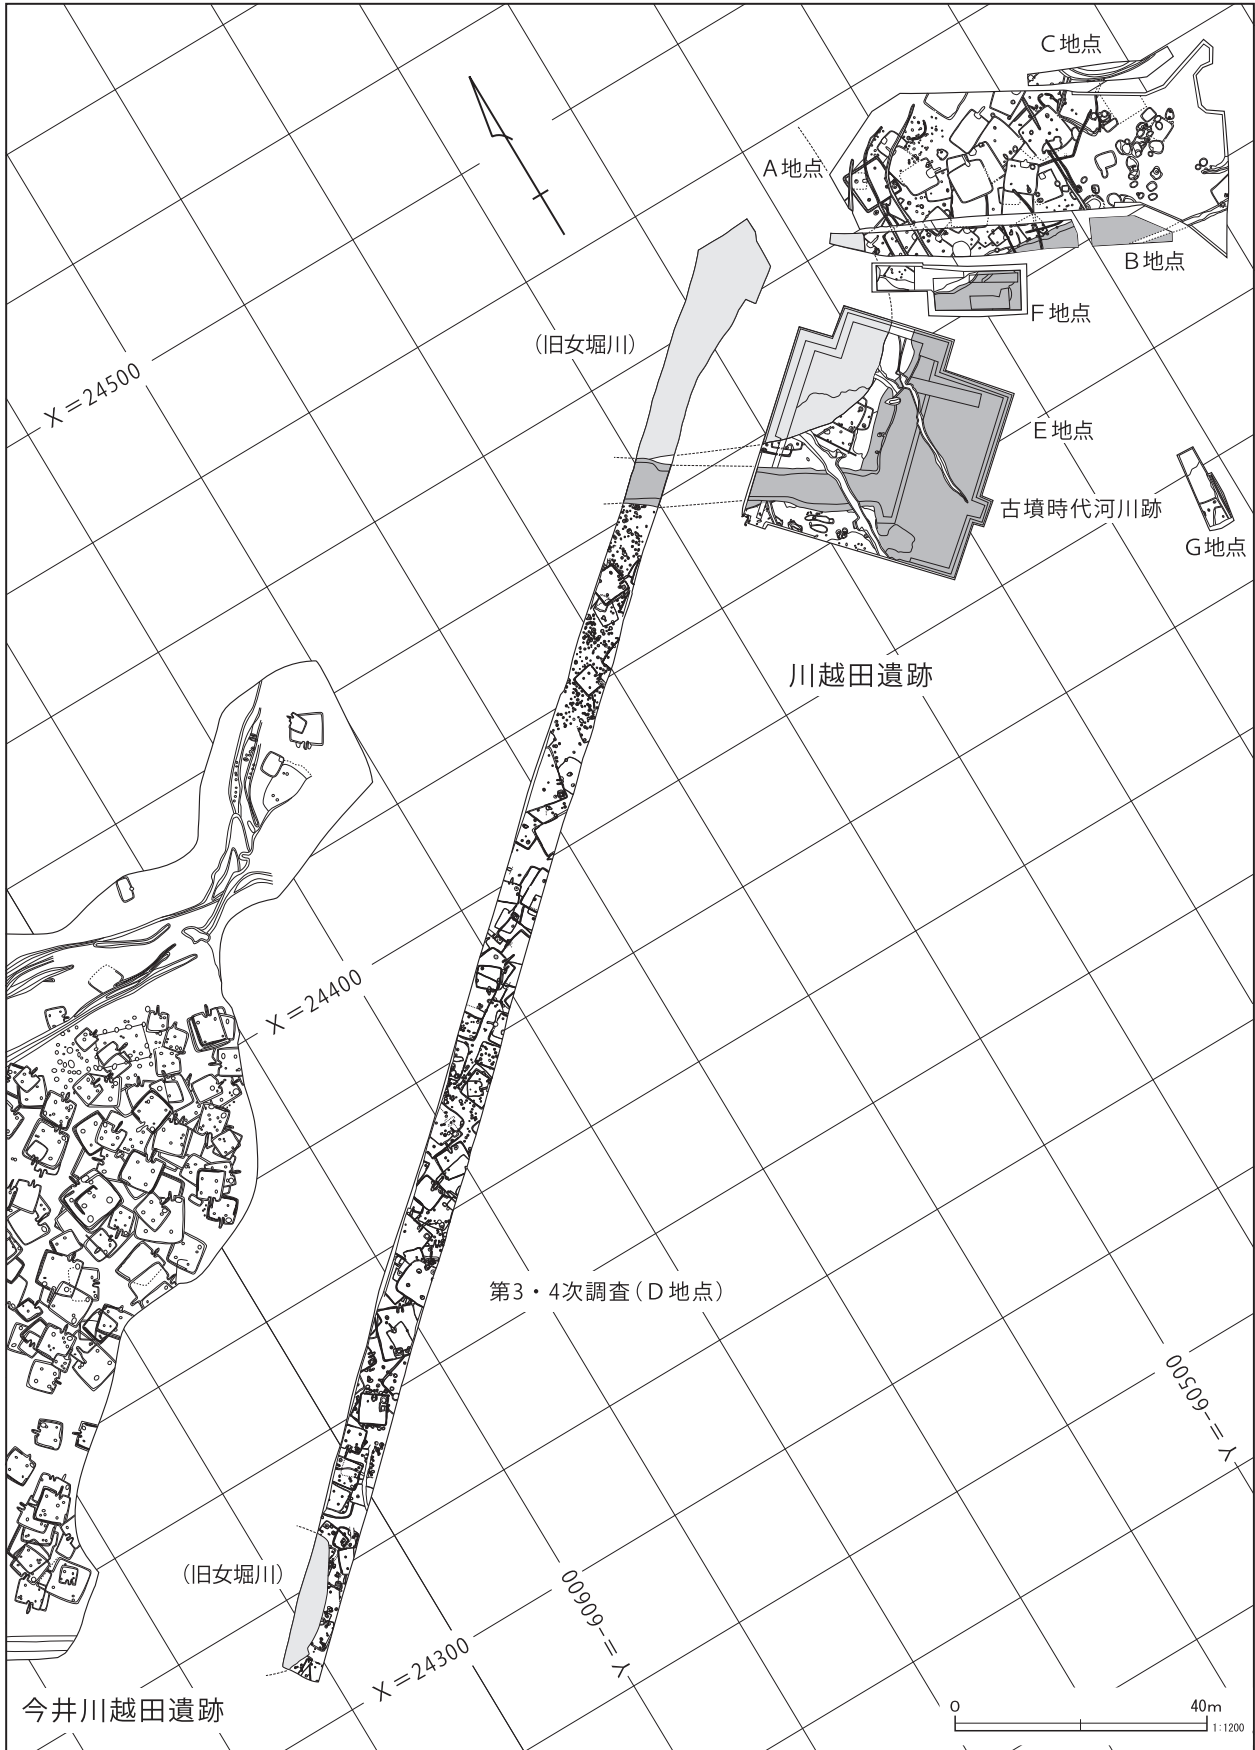 C地点
A地点
B地点
F地点
（旧女堀川）
X＝24500
E地点
古墳時代河川跡
G地点
川越田遺跡
X＝24400
第3・4次調査（D地点）
Y＝-60500
（旧女堀川）
Y＝-60600
X＝24300
今井川越田遺跡
0 40m
1:1200